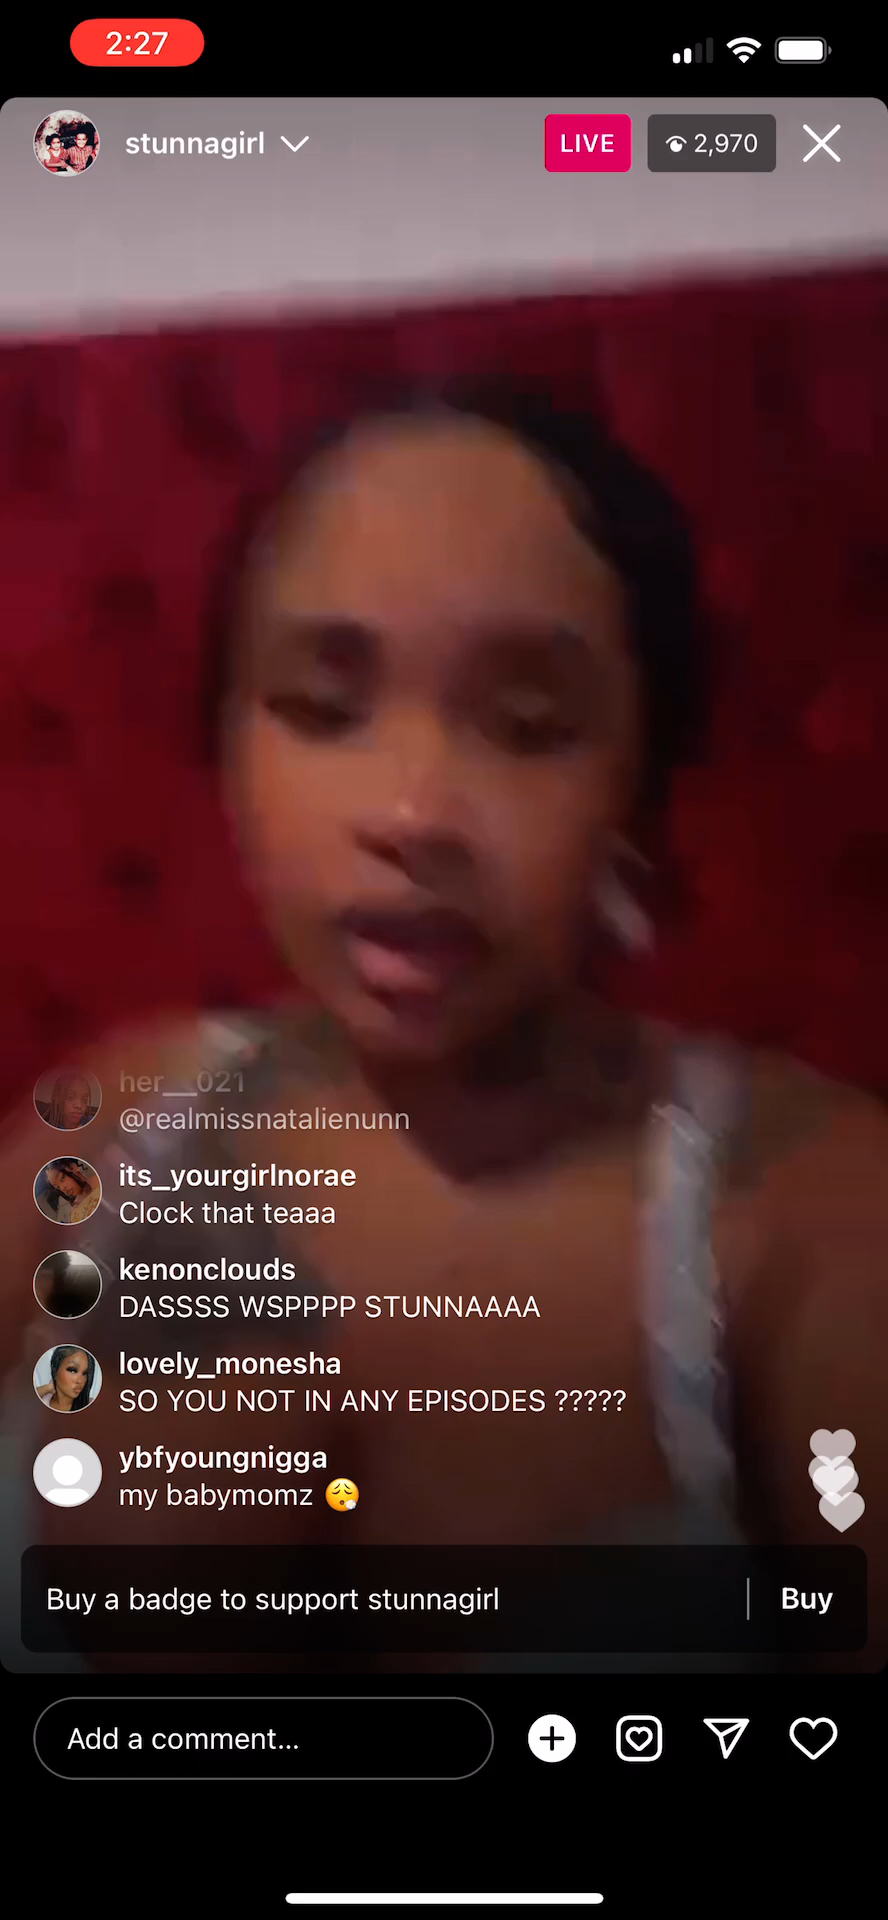 2:27
stunnagirl
LIVE
2,970
her__021
@realmissnatalienunn
its_yourgirlnorae
Clock that teaaa
kenonclouds
DASSSS WSPPPP STUNNAAAA
lovely_monesha
SO YOU NOT IN ANY EPISODES ?????
ybfyoungnigga
my babymomz 😮‍💨
Buy a badge to support stunnagirl
Buy
Add a comment...